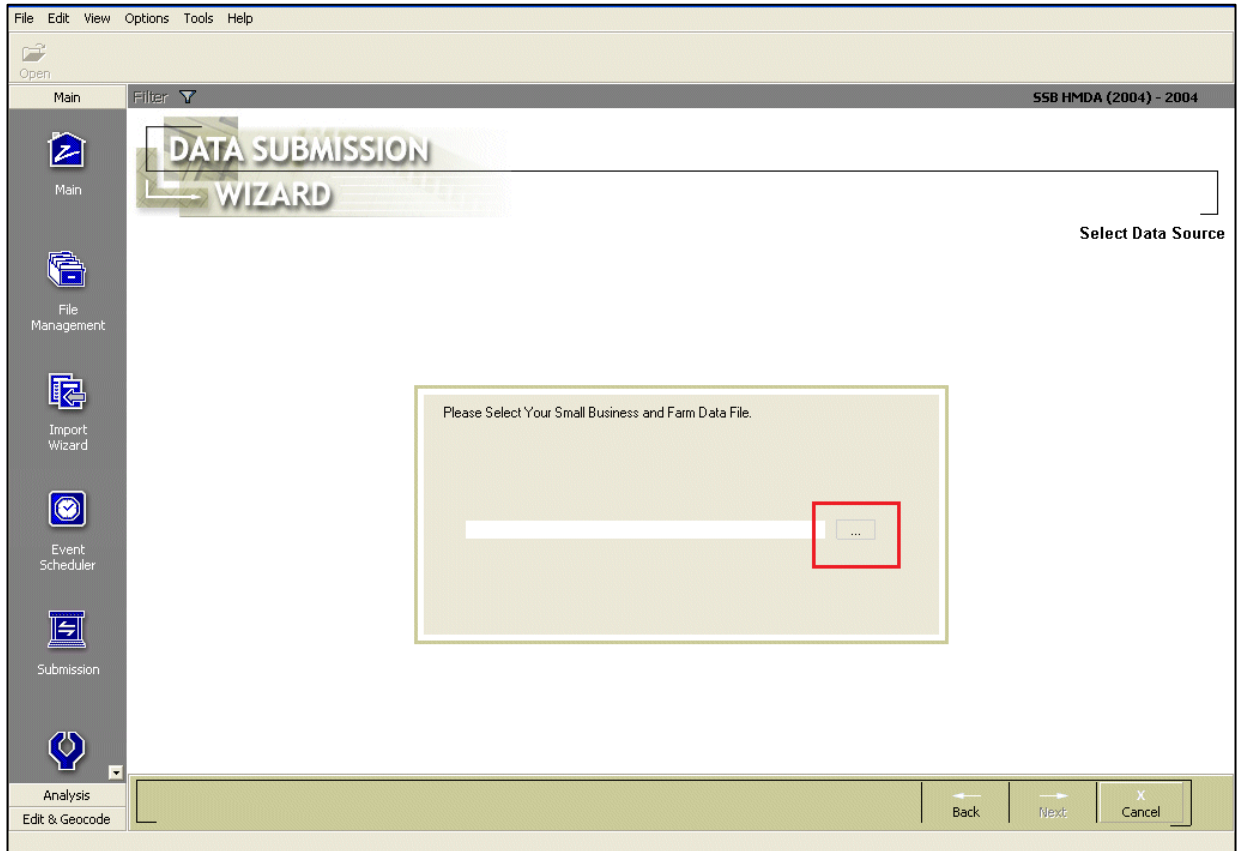 File Edit View Options Tools Help
Open
Main
Filter
SSB HMDA (2004) - 2004
DATA SUBMISSION
WIZARD
Select Data Source
Main
File
Management
Import
Wizard
Event
Scheduler
Submission
Please Select Your Small Business and Farm Data File.
...
Analysis
Edit & Geocode
Back
Next
X
Cancel